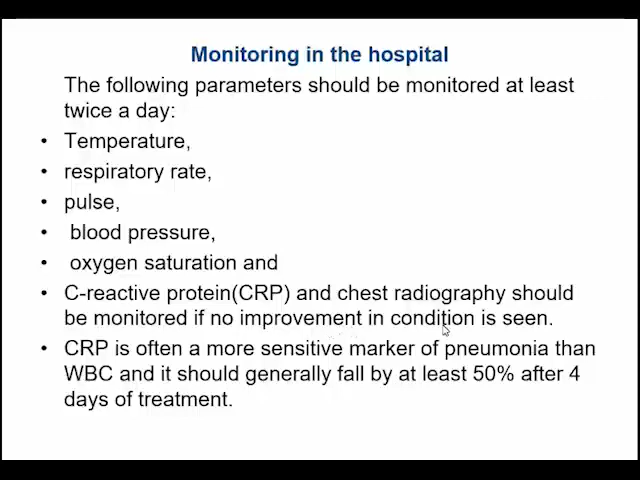 Monitoring in the hospital
The following parameters should be monitored at least
twice a day:
• Temperature,
• respiratory rate,
• pulse,
• blood pressure,
• oxygen saturation and
• C-reactive protein(CRP) and chest radiography should
be monitored if no improvement in condition is seen.
• CRP is often a more sensitive marker of pneumonia than
WBC and it should generally fall by at least 50% after 4
days of treatment.